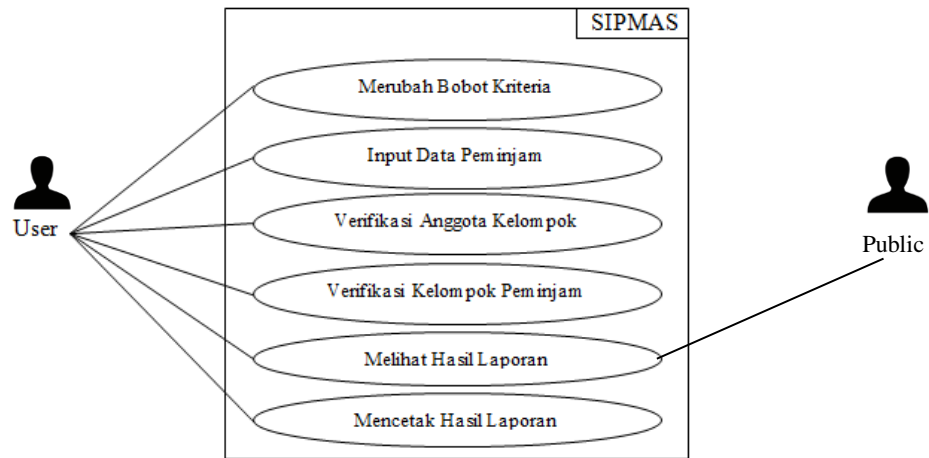 SIPMAS
Merubah Bobot Kriteria
Input Data Peminjam
Verifikasi Anggota Kelompok
Verifikasi Kelompok Peminjam
Melihat Hasil Laporan
Mencetak Hasil Laporan
User
Public